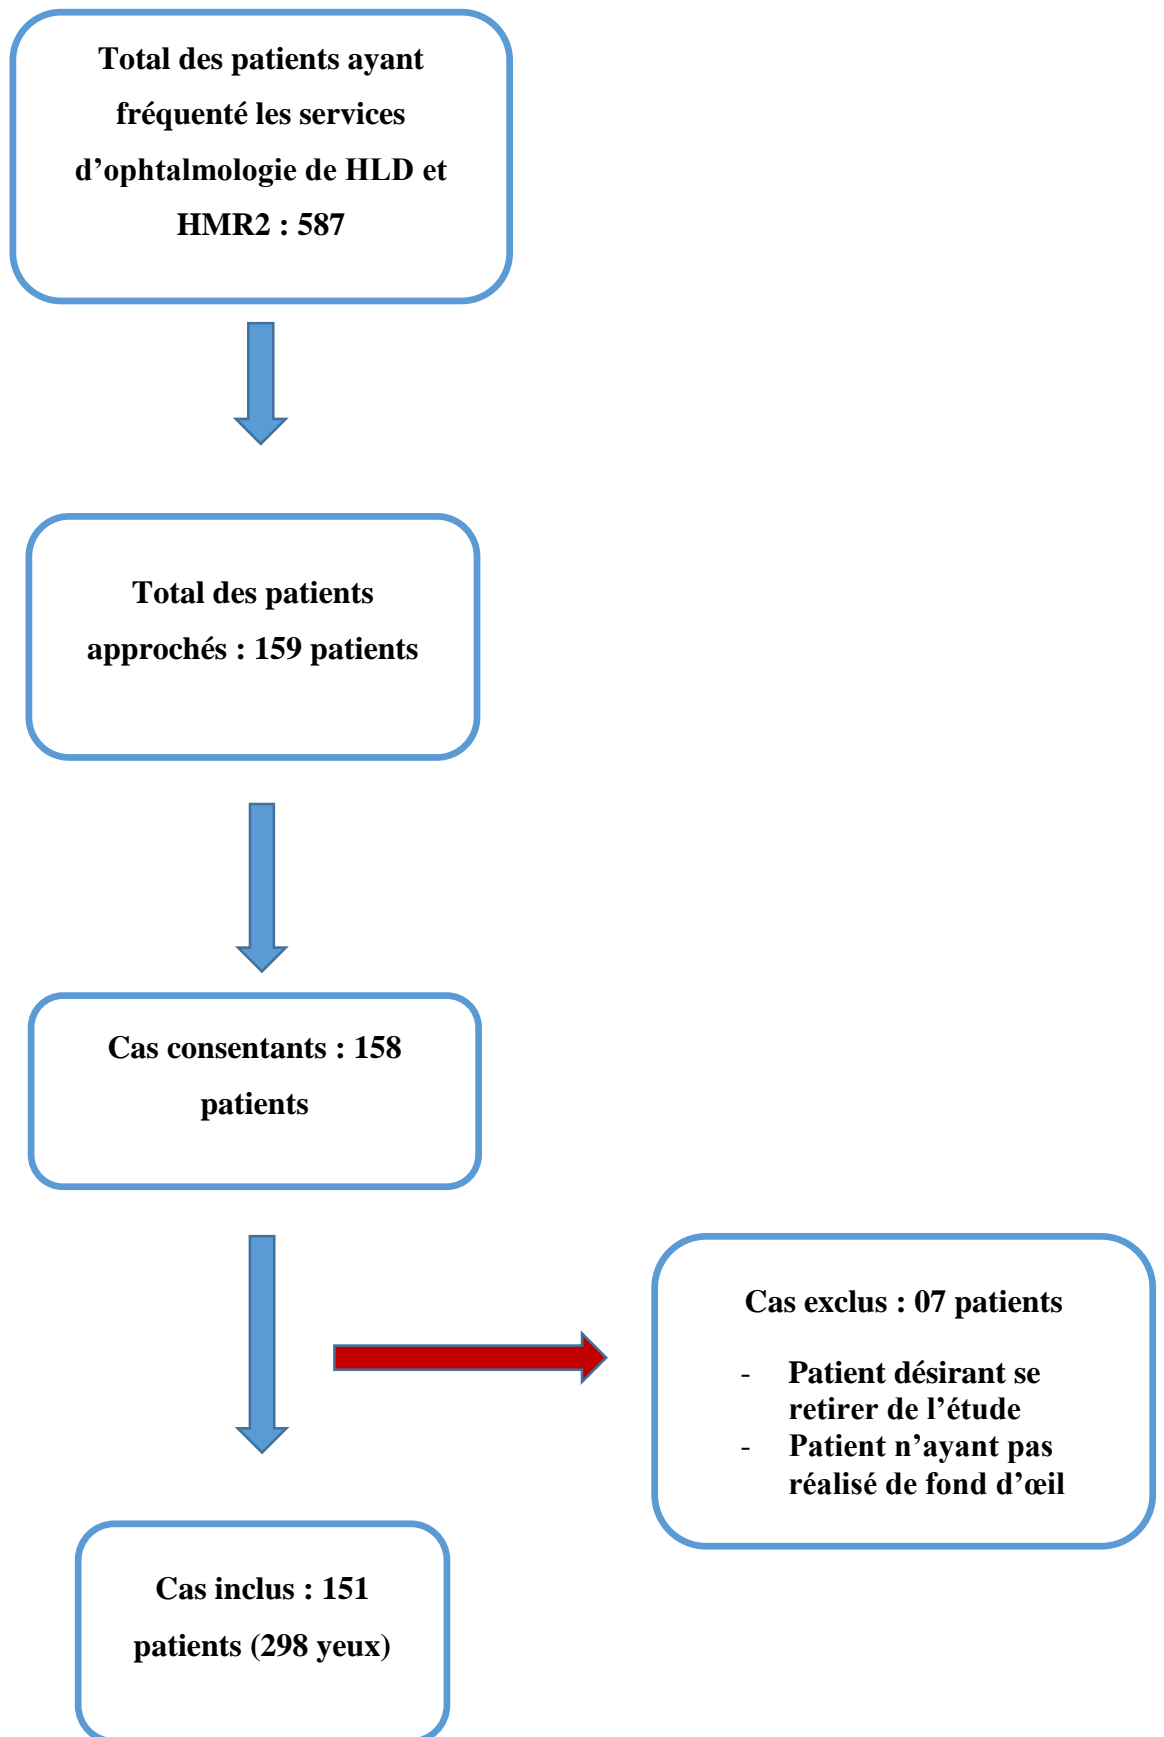 Total des patients ayant
fréquenté les services
d’ophtalmologie de HLD et
HMR2 : 587
Total des patients
approchés : 159 patients
Cas consentants : 158
patients
Cas exclus : 07 patients
- Patient désirant se
retirer de l’étude
- Patient n’ayant pas
réalisé de fond d’œil
Cas inclus : 151
patients (298 yeux)